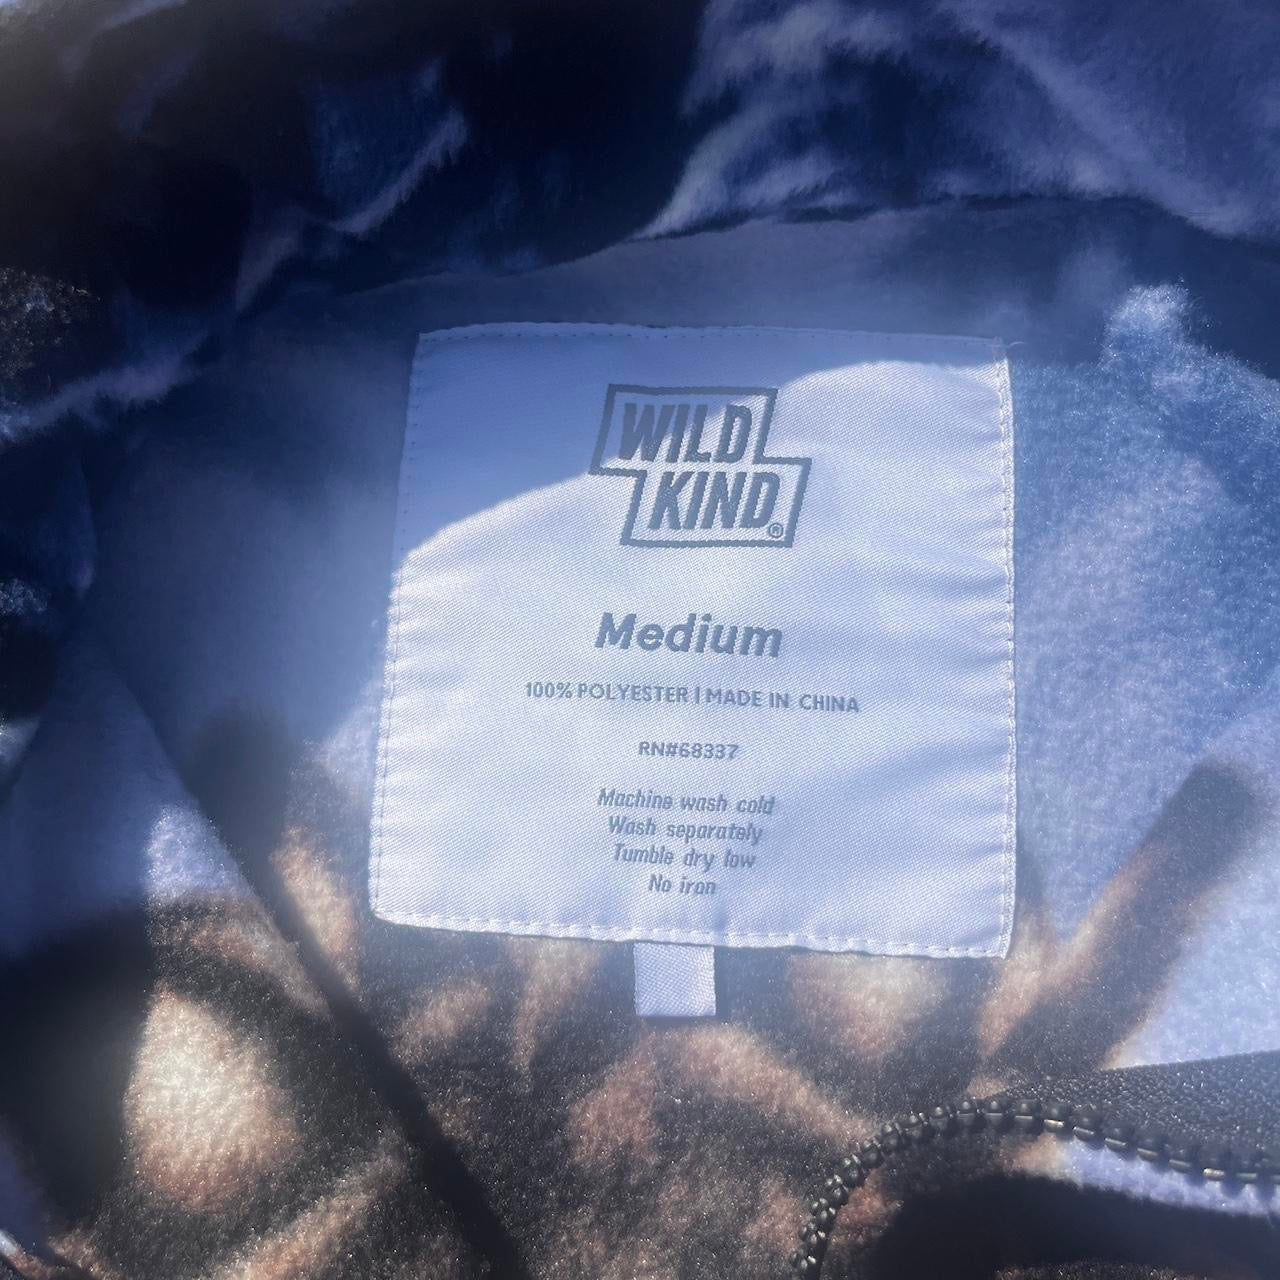 WILD
KIND®
Medium
100% POLYESTER | MADE IN CHINA
RN#68337
Machine wash cold
Wash separately
Tumble dry low
No iron